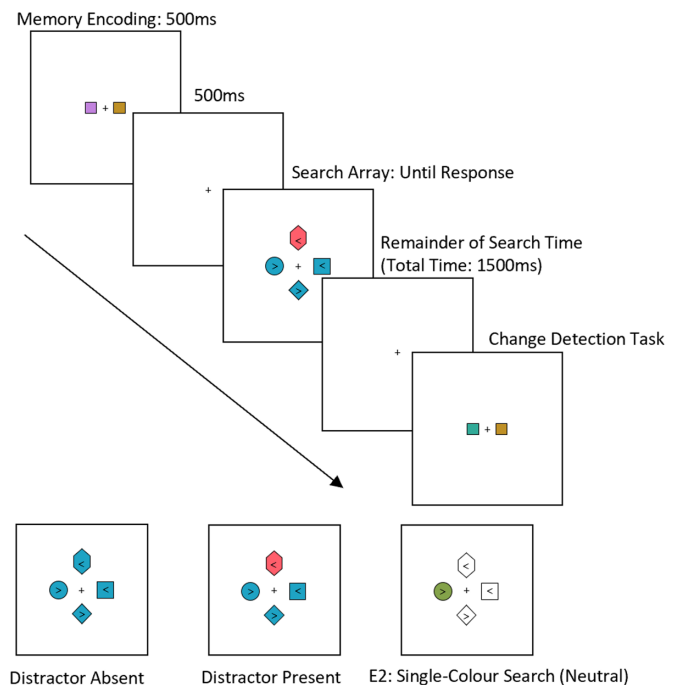 Memory Encoding: 500ms
+
500ms
+
Search Array: Until Response
<
> + <
>
Remainder of Search Time
(Total Time: 1500ms)
+
Change Detection Task
+
< < <
> + < > + < > + <
> > >
Distractor Absent Distractor Present E2: Single-Colour Search (Neutral)